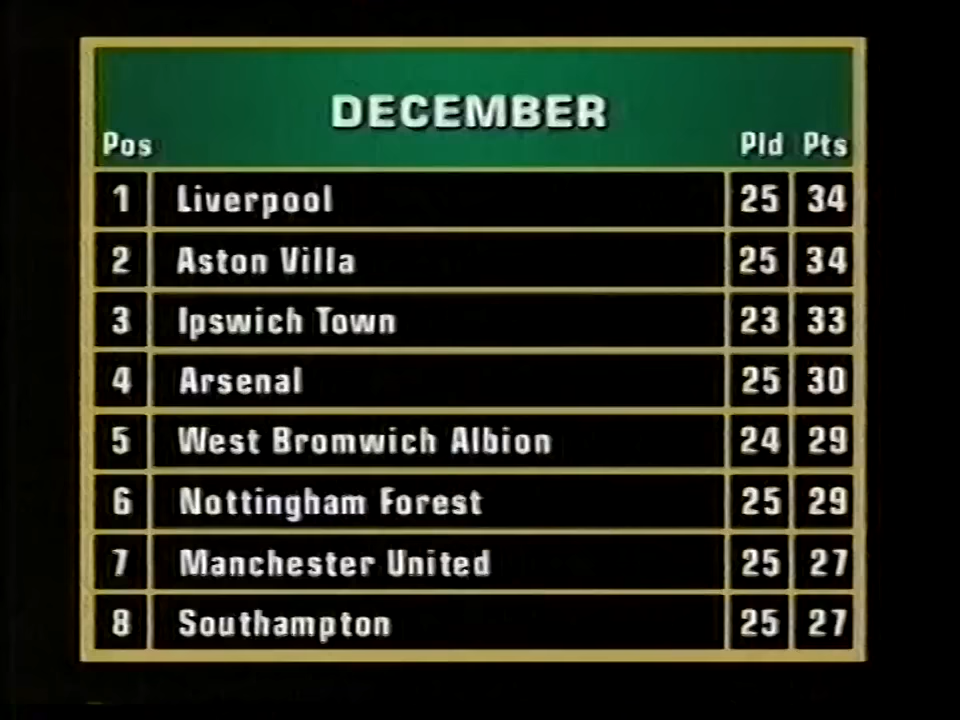 DECEMBER
Pos Pld Pts
1 Liverpool 25 34
2 Aston Villa 25 34
3 Ipswich Town 23 33
4 Arsenal 25 30
5 West Bromwich Albion 24 29
6 Nottingham Forest 25 29
7 Manchester United 25 27
8 Southampton 25 27